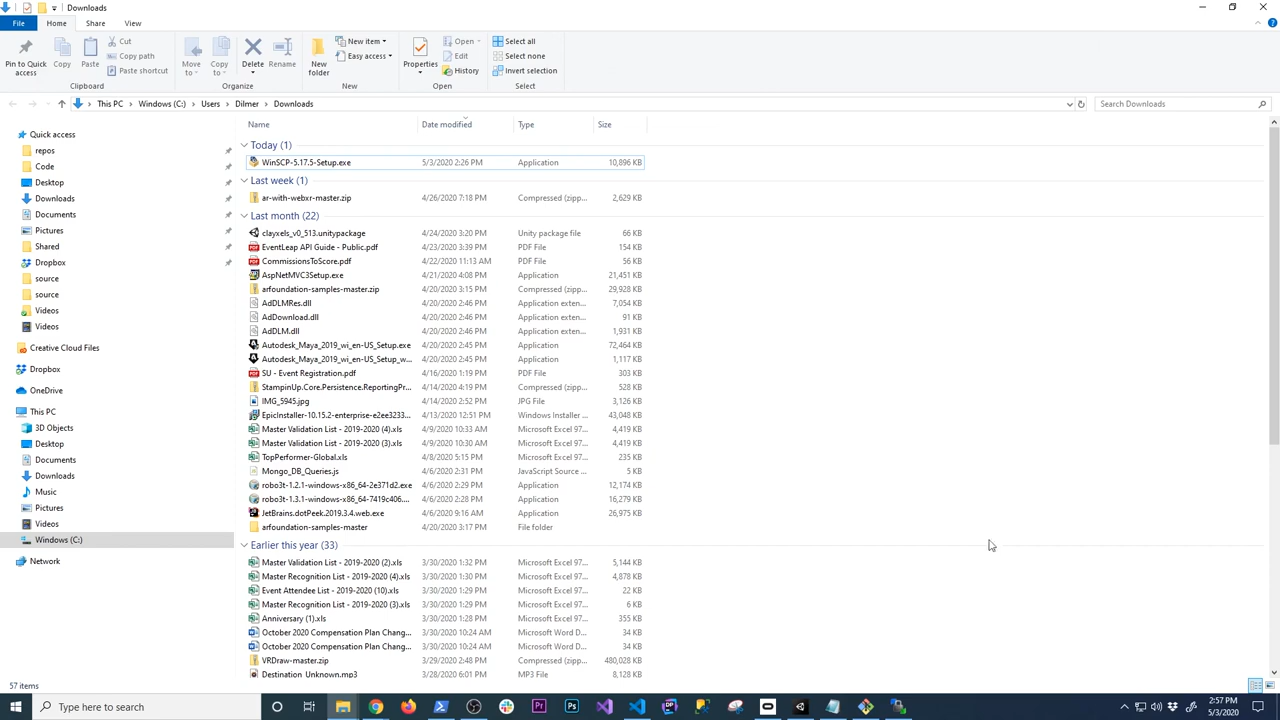 Downloads
File Home Share View
Pin to Quick access
Copy
Paste
Cut
Copy path
Paste shortcut
Move to
Copy to
Delete
Rename
New folder
New item
Easy access
Properties
Open
Edit
History
Select all
Select none
Invert selection
Clipboard Organize New Open Select
This PC Windows (C:) Users Dilmer Downloads
Search Downloads
Name Date modified Type Size
Quick access
repos
Code
Desktop
Downloads
Documents
Pictures
Shared
Dropbox
source
source
Videos
Videos
Creative Cloud Files
Dropbox
OneDrive
This PC
3D Objects
Desktop
Documents
Downloads
Music
Pictures
Videos
Windows (C:)
Network
Today (1)
WinSCP-5.17.5-Setup.exe 5/3/2020 2:26 PM Application 10,896 KB
Last week (1)
ar-with-webxr-master.zip 4/26/2020 7:18 PM Compressed (zipp... 2,629 KB
Last month (22)
clayxels_v0_513.unitypackage 4/24/2020 3:20 PM Unity package file 66 KB
EventLeap API Guide - Public.pdf 4/23/2020 3:39 PM PDF File 154 KB
CommissionsToScore.pdf 4/22/2020 11:13 AM PDF File 56 KB
AspNetMVC3Setup.exe 4/21/2020 4:08 PM Application 21,451 KB
arfoundation-samples-master.zip 4/20/2020 3:15 PM Compressed (zipp... 29,928 KB
AdDLMRes.dll 4/20/2020 2:46 PM Application exten... 7,054 KB
AdDownload.dll 4/20/2020 2:46 PM Application exten... 91 KB
AdDLM.dll 4/20/2020 2:46 PM Application exten... 1,931 KB
Autodesk_Maya_2019_wi_en-US_Setup.exe 4/20/2020 2:45 PM Application 72,464 KB
Autodesk_Maya_2019_wi_en-US_Setup_w... 4/20/2020 2:45 PM Application 1,117 KB
SU - Event Registration.pdf 4/16/2020 1:19 PM PDF File 303 KB
StampinUp.Core.Persistence.ReportingPr... 4/14/2020 4:19 PM Compressed (zipp... 528 KB
IMG_5945.jpg 4/14/2020 2:52 PM JPG File 3,126 KB
EpicInstaller-10.15.2-enterprise-e2ee3233... 4/13/2020 12:51 PM Windows Installer ... 43,048 KB
Master Validation List - 2019-2020 (4).xls 4/9/2020 10:33 AM Microsoft Excel 97... 4,419 KB
Master Validation List - 2019-2020 (3).xls 4/9/2020 10:30 AM Microsoft Excel 97... 4,419 KB
TopPerformer-Global.xls 4/8/2020 5:15 PM Microsoft Excel 97... 235 KB
Mongo_DB_Queries.js 4/6/2020 2:31 PM JavaScript Source ... 5 KB
robo3t-1.2.1-windows-x86_64-2e371d2.exe 4/6/2020 2:29 PM Application 12,174 KB
robo3t-1.3.1-windows-x86_64-7419c406.... 4/6/2020 2:28 PM Application 16,279 KB
JetBrains.dotPeek.2019.3.4.web.exe 4/6/2020 9:16 AM Application 26,975 KB
arfoundation-samples-master 4/20/2020 3:17 PM File folder
Earlier this year (33)
Master Validation List - 2019-2020 (2).xls 3/30/2020 1:32 PM Microsoft Excel 97... 5,144 KB
Master Recognition List - 2019-2020 (4).xls 3/30/2020 1:30 PM Microsoft Excel 97... 4,878 KB
Event Attendee List - 2019-2020 (10).xls 3/30/2020 1:29 PM Microsoft Excel 97... 22 KB
Master Recognition List - 2019-2020 (3).xls 3/30/2020 1:29 PM Microsoft Excel 97... 6 KB
Anniversary (1).xls 3/30/2020 1:28 PM Microsoft Excel 97... 355 KB
October 2020 Compensation Plan Chang... 3/30/2020 10:24 AM Microsoft Word D... 34 KB
October 2020 Compensation Plan Chang... 3/30/2020 10:24 AM Microsoft Word D... 34 KB
VRDraw-master.zip 3/29/2020 2:48 PM Compressed (zipp... 480,028 KB
Destination_Unknown.mp3 3/28/2020 6:01 PM MP3 File 8,128 KB
57 items
Type here to search
Pr
Ps
DP
2:57 PM
5/3/2020